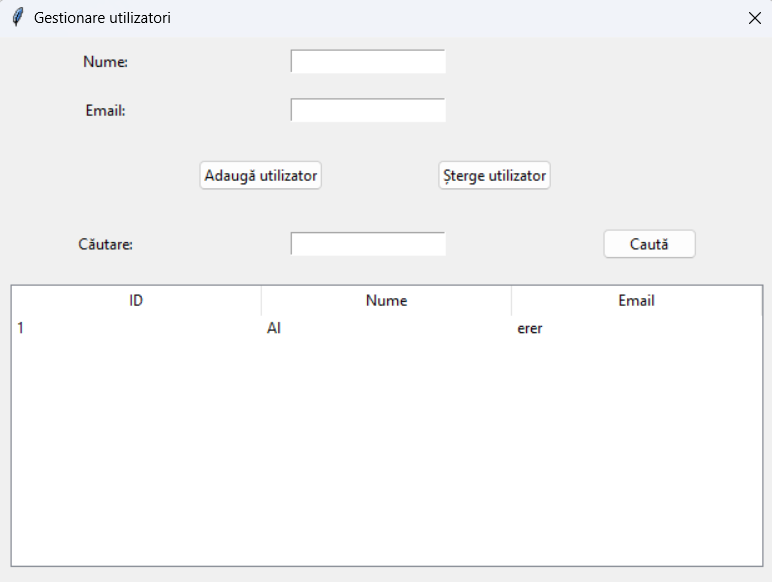 Gestionare utilizatori
Nume:
Email:
Adaugă utilizator Șterge utilizator
Căutare: Caută
ID Nume Email
1 Al erer